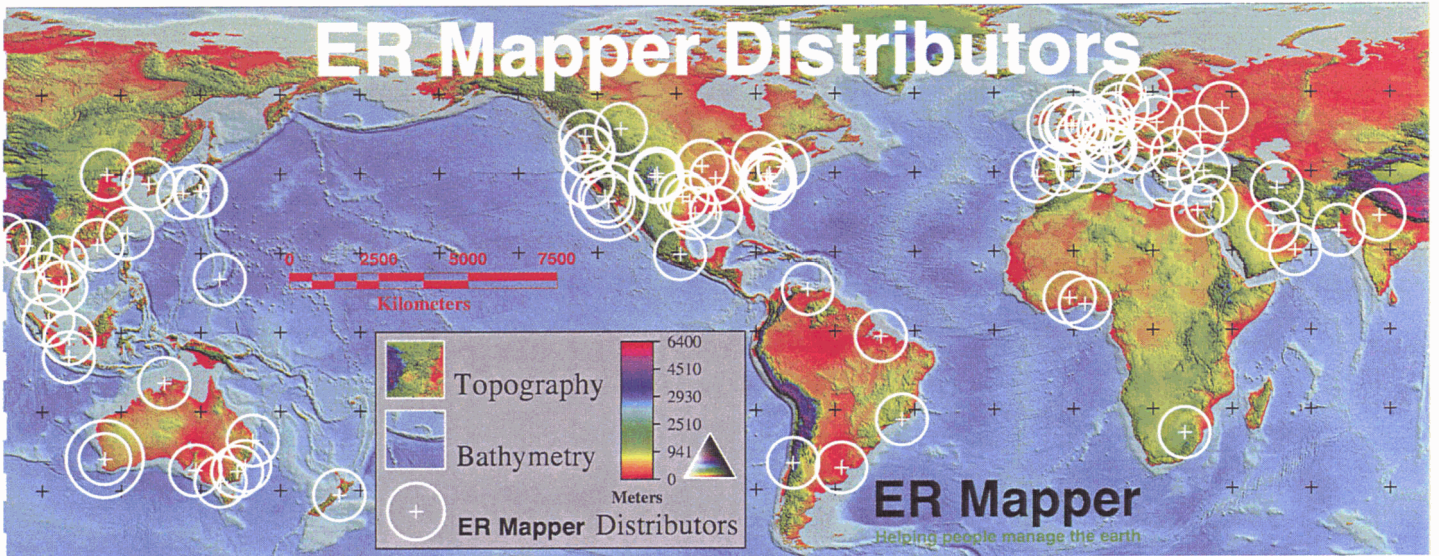 ER Mapper Distributors
0 2500 5000 7500
Kilometers
Topography
Bathymetry
ER Mapper Distributors
6400
4510
2930
2510
941
0
Meters
ER Mapper
Helping people manage the earth